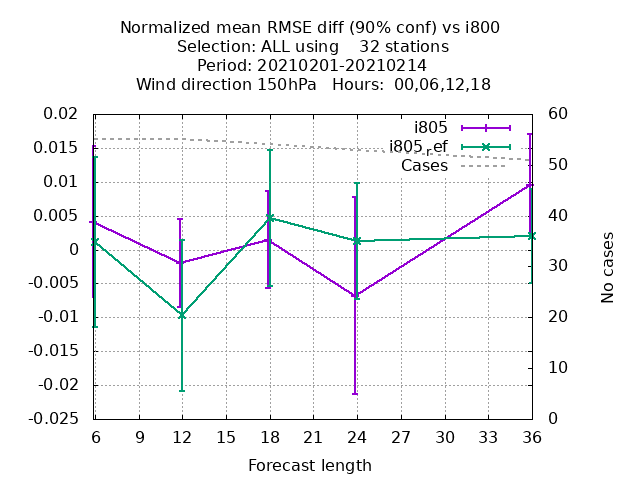 Normalized mean RMSE diff (90% conf) vs i800
Selection: ALL using    32 stations
Period: 20210201-20210214
Wind direction 150hPa   Hours:  00,06,12,18
i805
i805ref
Cases
0.02
0.015
0.01
0.005
0
-0.005
-0.01
-0.015
-0.02
-0.025
60
50
40
30
20
10
0
No cases
6 9 12 15 18 21 24 27 30 33 36
Forecast length